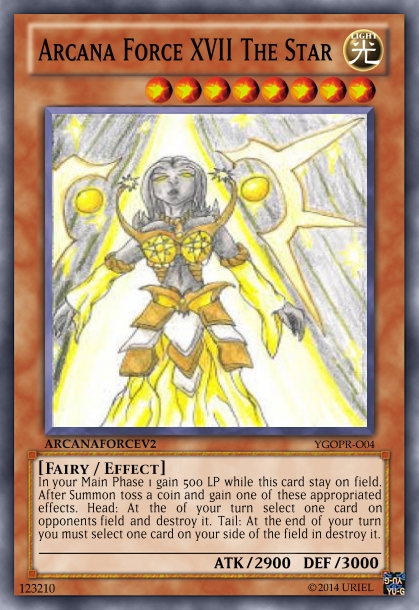 Arcana Force XVII The Star
LIGHT
光
ARCANAFORCEV2
YGOPR-O04
[Fairy / Effect]
In your Main Phase 1 gain 500 LP while this card stay on field.
After Summon toss a coin and gain one of these appropriated
effects. Head: At the of your turn select one card on
opponents field and destroy it. Tail: At the end of your turn
you must select one card on your side of the field in destroy it.
ATK/2900 DEF/3000
123210
©2014 URIEL
YU-G